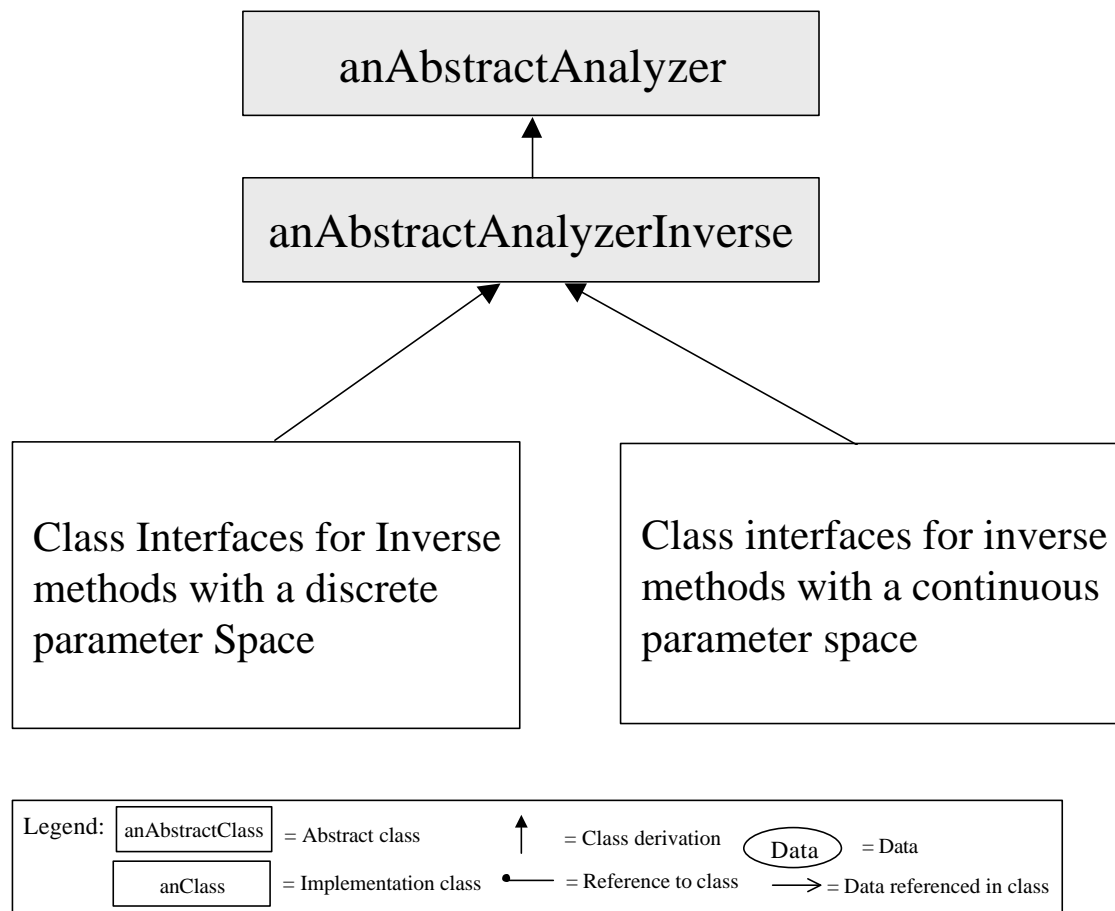 anAbstractAnalyzer
anAbstractAnalyzerInverse
Class Interfaces for Inverse
methods with a discrete
parameter Space
Class interfaces for inverse
methods with a continuous
parameter space
Legend: anAbstractClass = Abstract class = Class derivation Data = Data
anClass = Implementation class = Reference to class = Data referenced in class